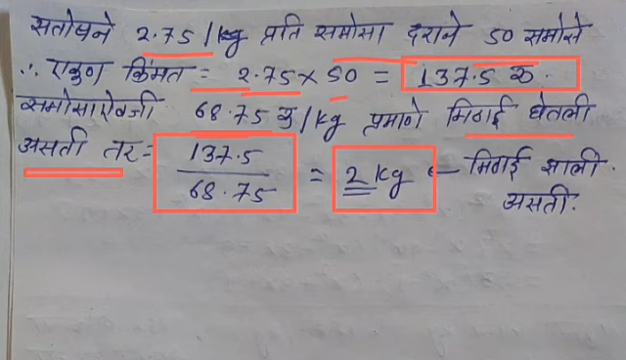 सतोषने 2.75/kg प्रति समोसा दराने 50 समोसे
∴ एकुण किंमत = 2.75 × 50 = 137.5 रू.
समोसाऐवजी 68.75 रू/kg प्रमाणे मिठाई घेतली
असती तर = 137.5 / 68.75 = 2 kg ← मिठाई झाली
असती.